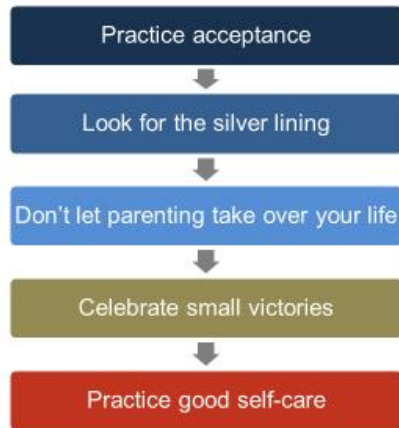 Practice acceptance
Look for the silver lining
Don't let parenting take over your life
Celebrate small victories
Practice good self-care